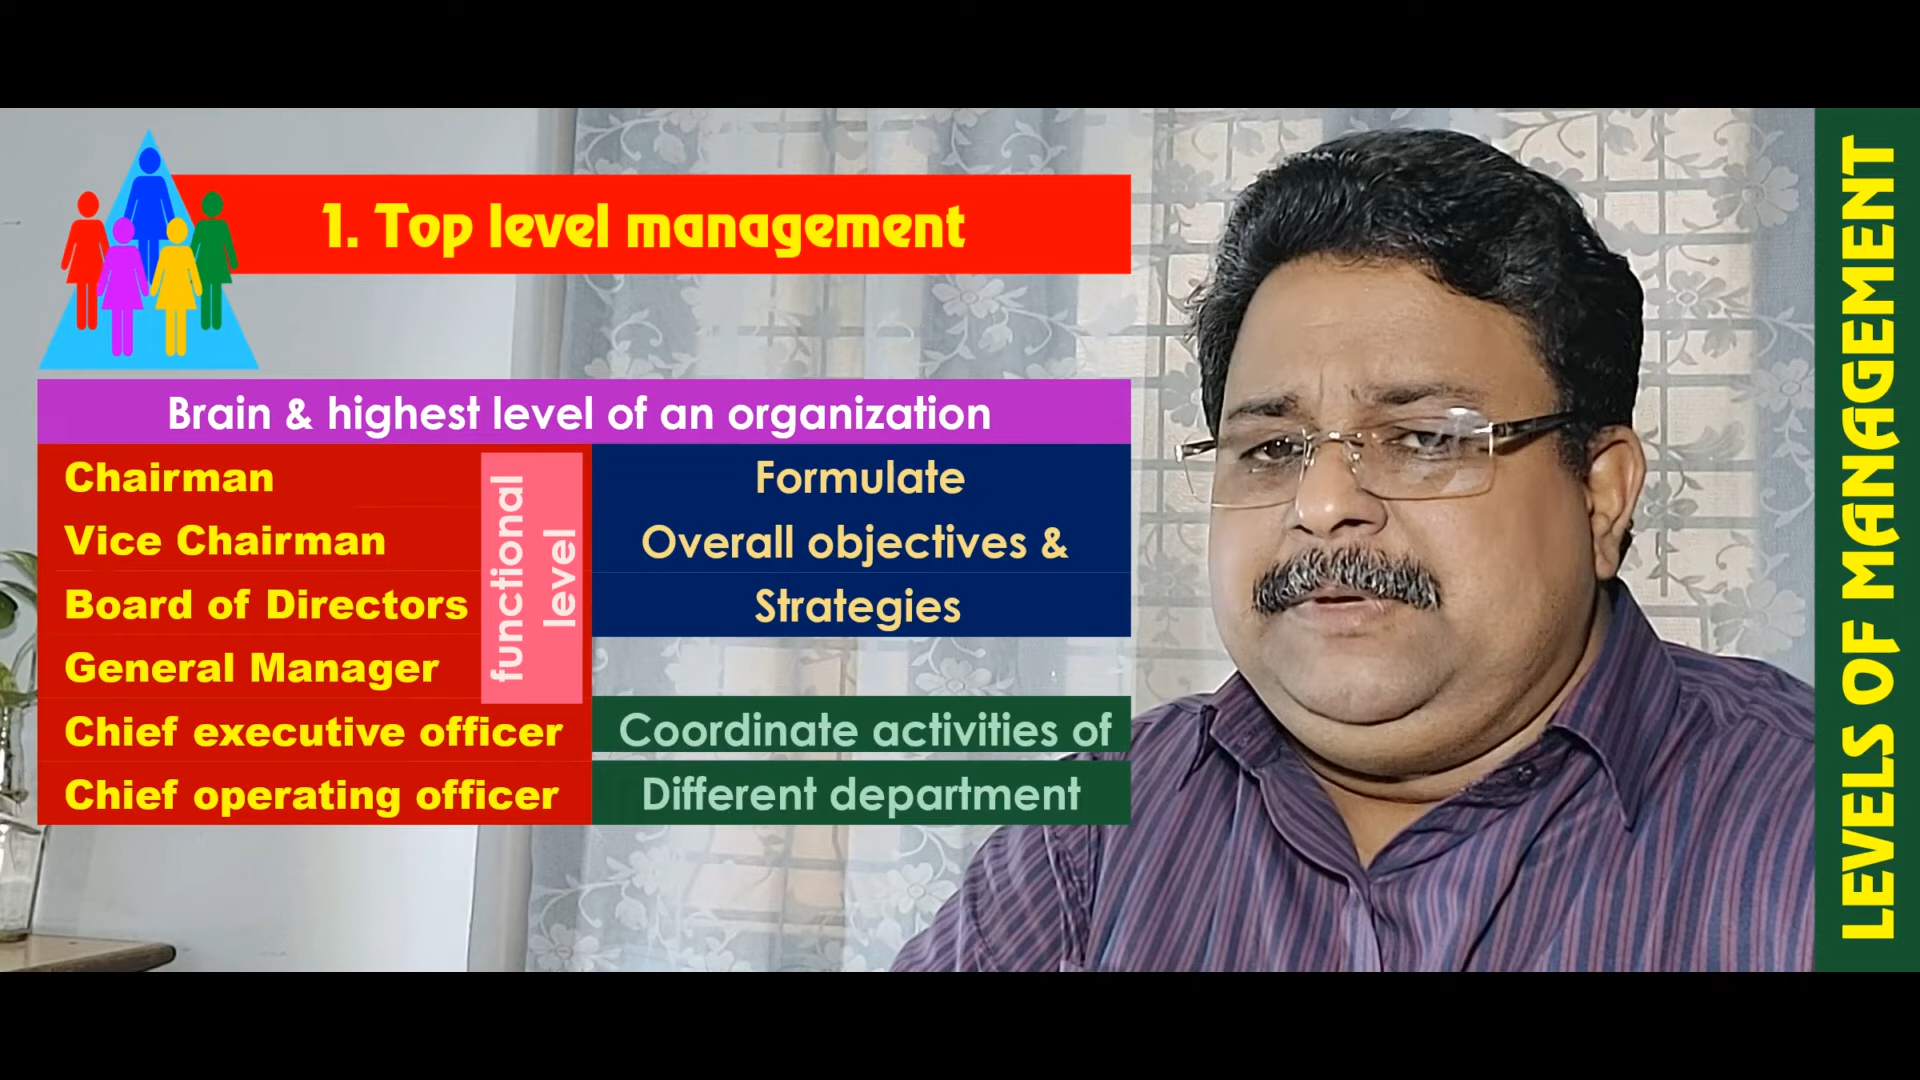 1. Top level management
Brain & highest level of an organization
Chairman
Vice Chairman
Board of Directors
General Manager
Chief executive officer
Chief operating officer
functional
level
Formulate
Overall objectives &
Strategies
Coordinate activities of
Different department
LEVELS OF MANAGEMENT